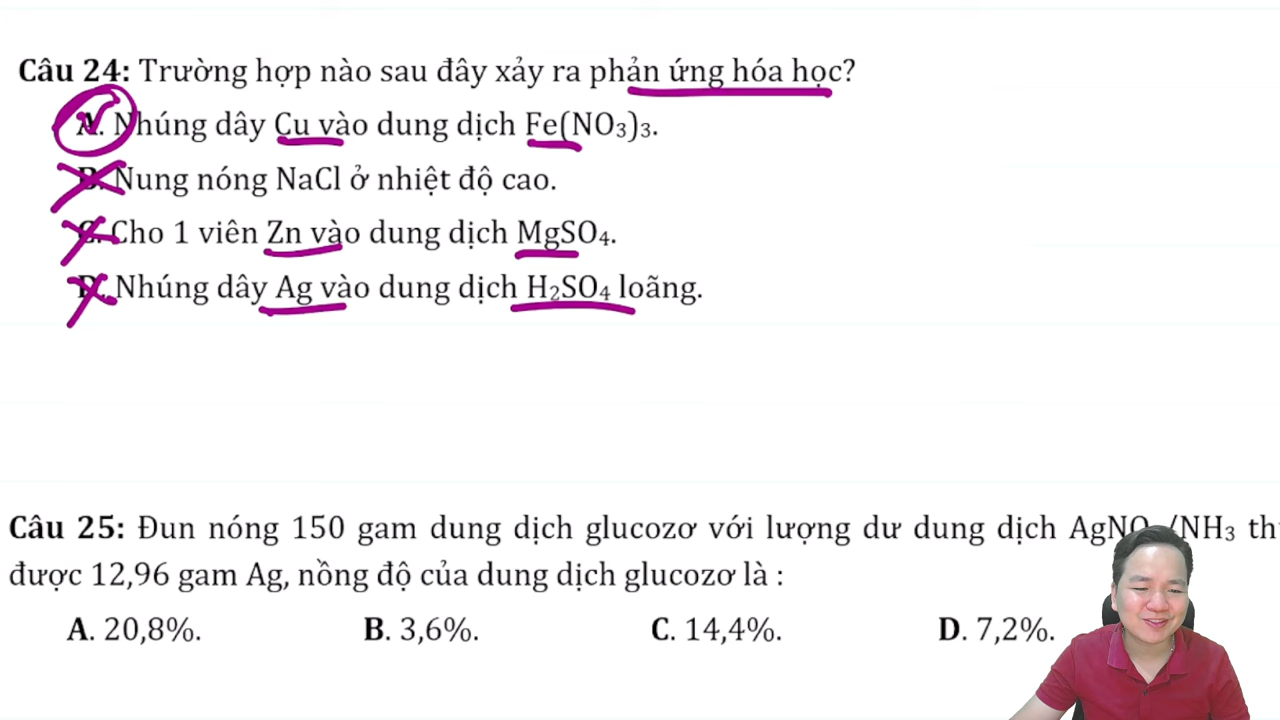 Câu 24: Trường hợp nào sau đây xảy ra phản ứng hóa học?
A. Nhúng dây Cu vào dung dịch Fe(NO₃)₃.
B. Nung nóng NaCl ở nhiệt độ cao.
C. Cho 1 viên Zn vào dung dịch MgSO₄.
D. Nhúng dây Ag vào dung dịch H₂SO₄ loãng.
Câu 25: Đun nóng 150 gam dung dịch glucozơ với lượng dư dung dịch
được 12,96 gam Ag, nồng độ của dung dịch glucozơ là :
A. 20,8%. B. 3,6%. C. 14,4%. D. 7,2%.